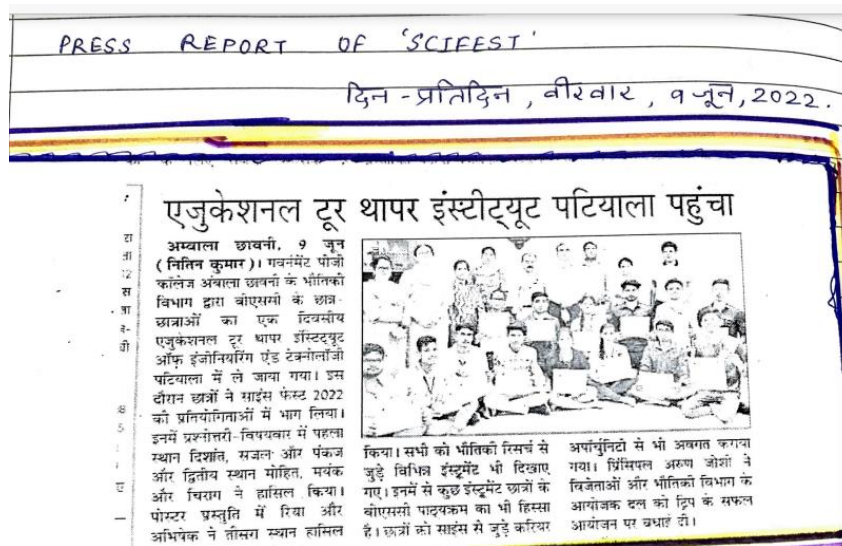 PRESS REPORT OF 'SCIFEST'
दिन - प्रतिदिन, वीरवार, 9 जून, 2022.
एजुकेशनल टूर थापर इंस्टीट्यूट पटियाला पहुंचा
अम्बाला छावनी, 9 जून
(नितिन कुमार)। गवर्नमेंट पीजी
कॉलेज अंबाला छावनी के भौतिकी
विभाग द्वारा बीएससी के छात्र-
छात्राओं का एक दिवसीय
एजुकेशनल टूर थापर इंस्टिट्यूट
ऑफ इंजीनियरिंग एंड टेक्नोलॉजी
पटियाला में ले जाया गया। इस
दौरान छात्रों ने साइंस फेस्ट 2022
की प्रतियोगिताओं में भाग लिया।
इनमें प्रश्नोत्तरी-विषयवार में पहला
स्थान दिशांत, सजल और पंकज
और द्वितीय स्थान मोहित, मयंक
और चिराग ने हासिल किया।
पोस्टर प्रस्तुति में रिया और
अभिषेक ने तीसरा स्थान हासिल
किया। सभी को भौतिकी रिसर्च से
जुड़े विभिन्न इंस्ट्रूमेंट भी दिखाए
गए। इनमें से कुछ इंस्ट्रूमेंट छात्रों के
बीएससी पाठ्यक्रम का भी हिस्सा
है। छात्रों को साइंस से जुड़े करियर
अपॉर्चुनिटी से भी अवगत कराया
गया। प्रिंसिपल अरुण जोशी ने
विजेताओं और भौतिकी विभाग के
आयोजक दल को ट्रिप के सफल
आयोजन पर बधाई दी।